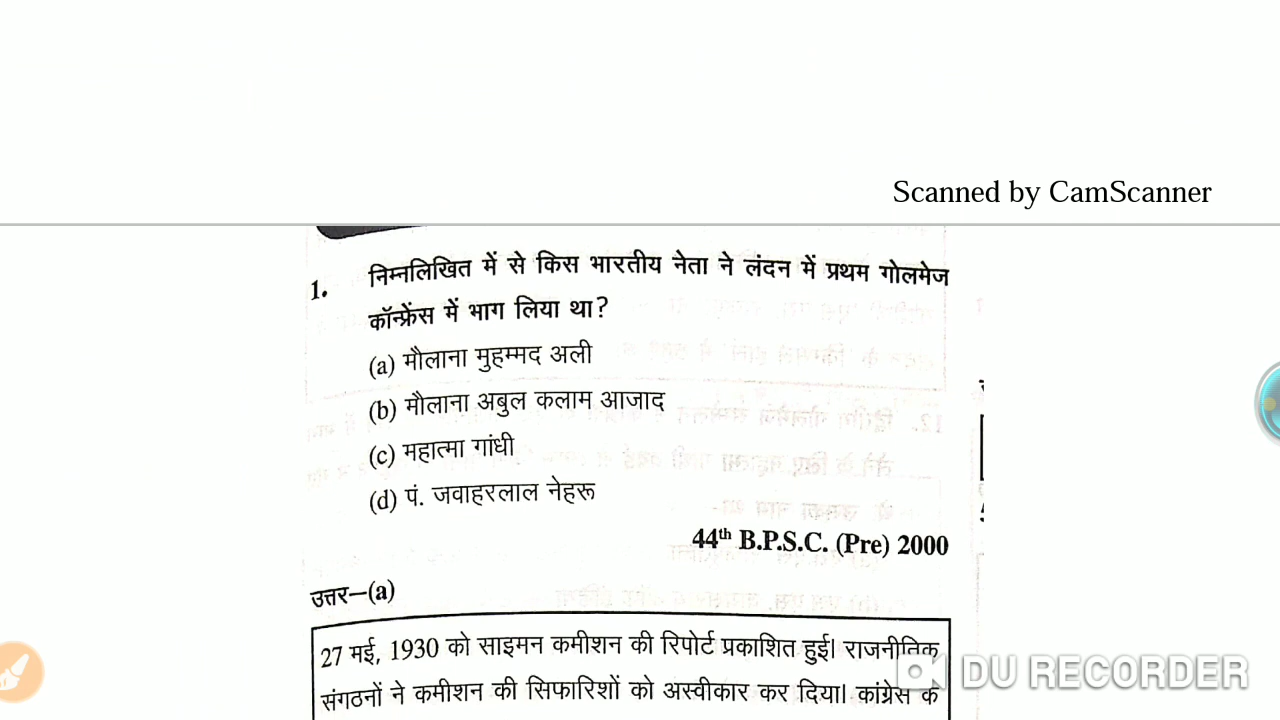 Scanned by CamScanner
1. निम्नलिखित में से किस भारतीय नेता ने लंदन में प्रथम गोलमेज
कॉन्फ्रेंस में भाग लिया था?
(a) मौलाना मुहम्मद अली
(b) मौलाना अबुल कलाम आजाद
(c) महात्मा गांधी
(d) पं. जवाहरलाल नेहरू
44th B.P.S.C. (Pre) 2000
उत्तर—(a)
27 मई, 1930 को साइमन कमीशन की रिपोर्ट प्रकाशित हुई। राजनीतिक
संगठनों ने कमीशन की सिफारिशों को अस्वीकार कर दिया। कांग्रेस के
DU RECORDER